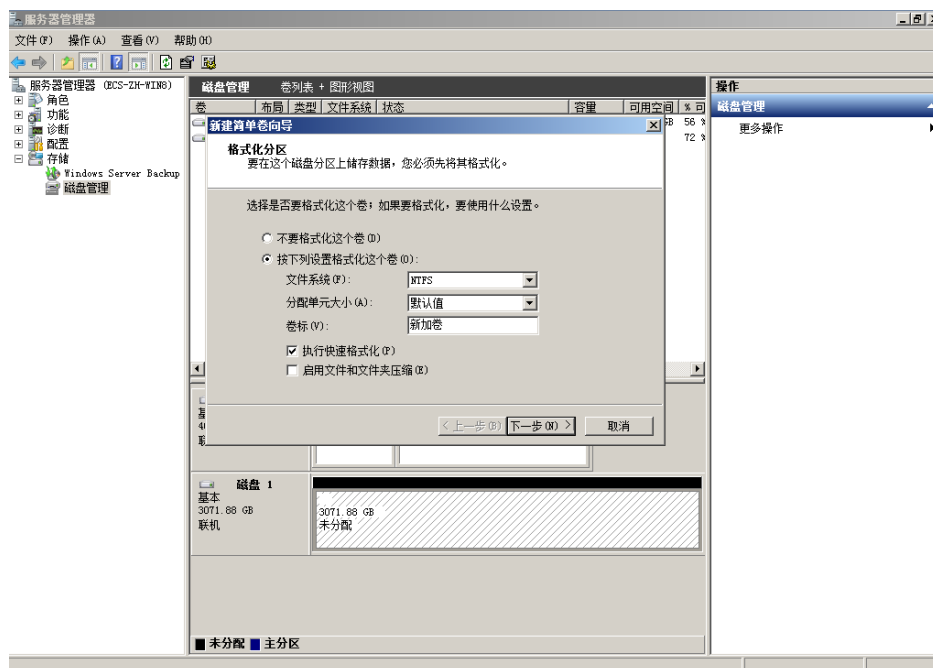 服务器管理器
文件(F) 操作(A) 查看(V) 帮助(H)
服务器管理器 (ECS-ZH-WIN8)
角色
功能
诊断
配置
存储
Windows Server Backup
磁盘管理
磁盘管理 卷列表 + 图形视图
卷 布局 类型 文件系统 状态 容量 可用空间 % 可
56 %
72 %
新建简单卷向导
格式化分区
要在这个磁盘分区上储存数据，您必须先将其格式化。
选择是否要格式化这个卷；如果要格式化，要使用什么设置。
不要格式化这个卷(D)
按下列设置格式化这个卷(O):
文件系统(F): NTFS
分配单元大小(A): 默认值
卷标(V): 新加卷
执行快速格式化(P)
启用文件和文件夹压缩(E)
<上一步(B) 下一步(N) > 取消
磁盘 1
基本
3071.88 GB
联机
3071.88 GB
未分配
未分配 主分区
操作
磁盘管理
更多操作